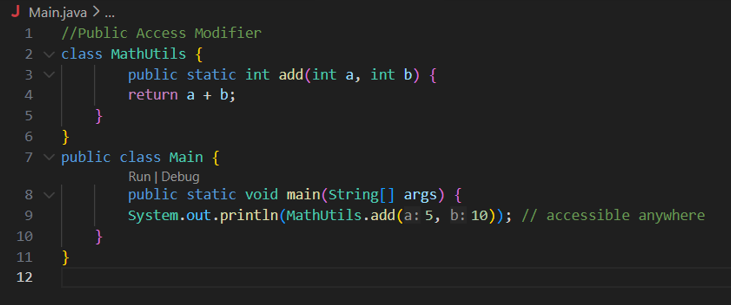 J Main.java > ...
1 //Public Access Modifier
2 class MathUtils {
3 public static int add(int a, int b) {
4 return a + b;
5 }
6 }
7 public class Main {
Run | Debug
8 public static void main(String[] args) {
9 System.out.println(MathUtils.add(a: 5, b: 10)); // accessible anywhere
10 }
11 }
12